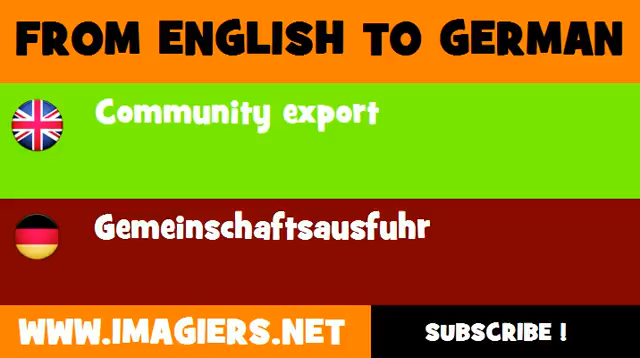 FROM ENGLISH TO GERMAN
Community export
Gemeinschaftsausfuhr
WWW.IMAGIERS.NET
SUBSCRIBE !